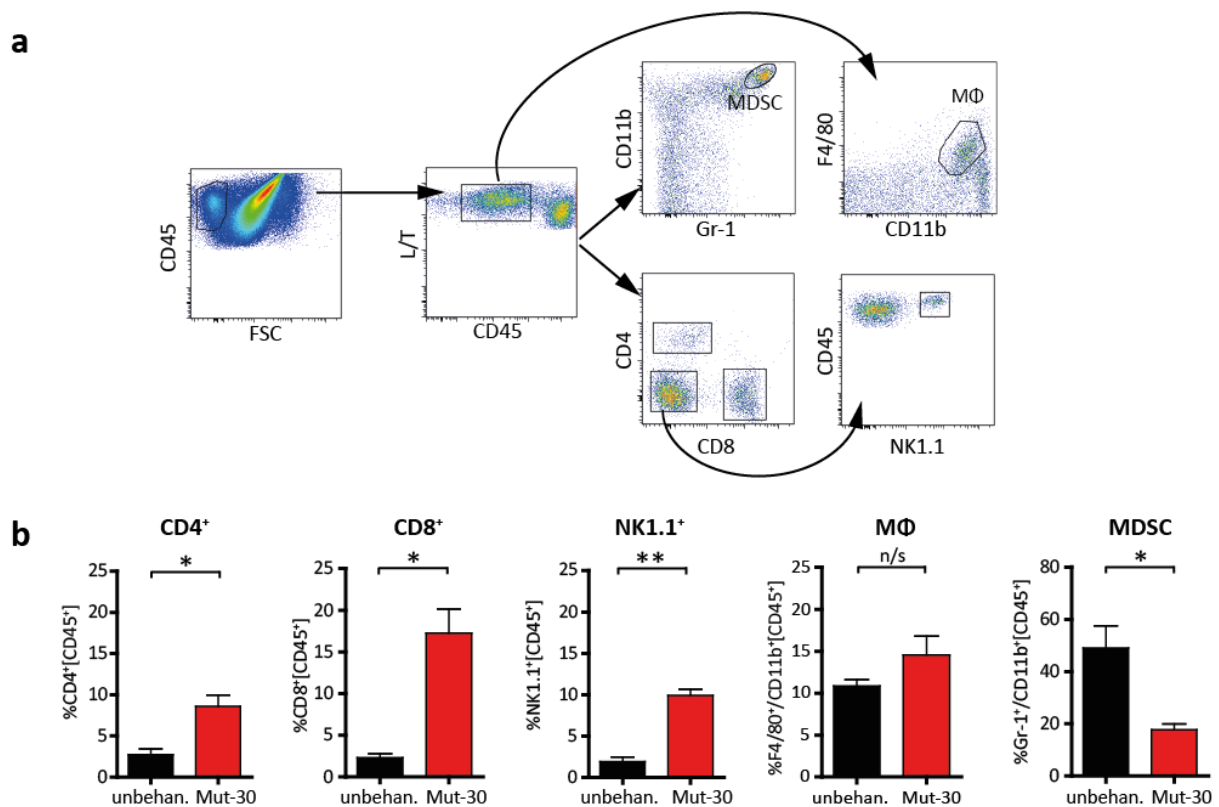 a
CD45
FSC
L/T
CD45
CD11b
MDSC
Gr-1
F4/80
MΦ
CD11b
CD4
CD8
CD45
NK1.1
b
CD4⁺
*
%CD4⁺[CD45⁺]
25
20
15
10
5
0
unbehan. Mut-30
CD8⁺
*
%CD8⁺[CD45⁺]
25
20
15
10
5
0
unbehan. Mut-30
NK1.1⁺
**
%NK1.1⁺[CD45⁺]
25
20
15
10
5
0
unbehan. Mut-30
MΦ
n/s
%F4/80⁺/CD11b⁺[CD45⁺]
25
20
15
10
5
0
unbehan. Mut-30
MDSC
*
%Gr-1⁺/CD11b⁺[CD45⁺]
80
60
40
20
0
unbehan. Mut-30